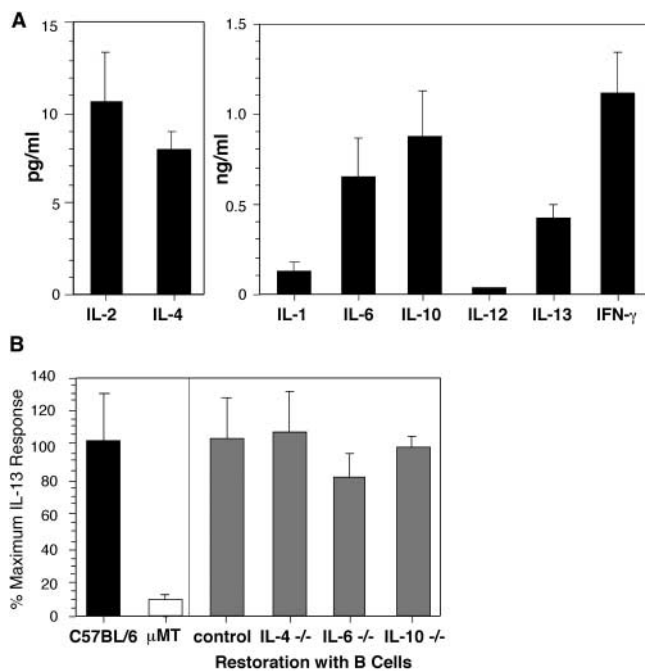 A
15
10
5
0
pg/ml
IL-2 IL-4
1.5
1.0
0.5
0
ng/ml
IL-1 IL-6 IL-10 IL-12 IL-13 IFN-γ
B
140
120
100
80
60
40
20
0
% Maximum IL-13 Response
C57BL/6 μMT control IL-4 -/- IL-6 -/- IL-10 -/-
Restoration with B Cells